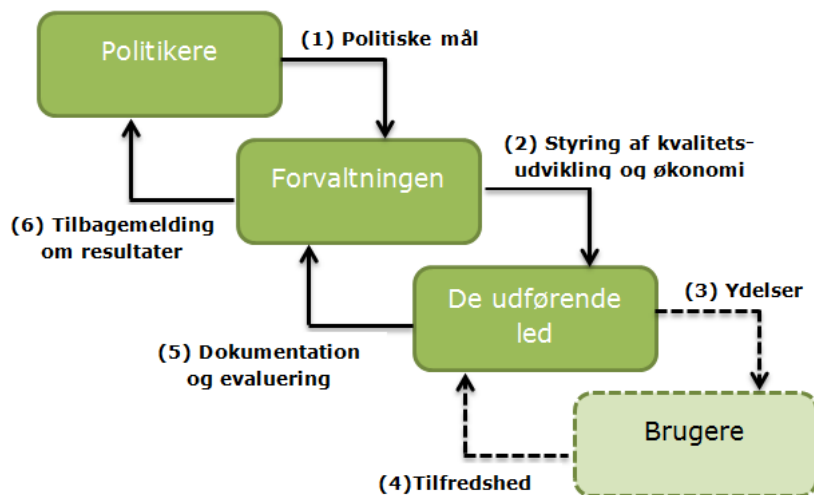 Politikere
(1) Politiske mål
Forvaltningen
(2) Styring af kvalitets-
udvikling og økonomi
(6) Tilbagemelding
om resultater
De udførende
led
(3) Ydelser
(5) Dokumentation
og evaluering
Brugere
(4)Tilfredshed